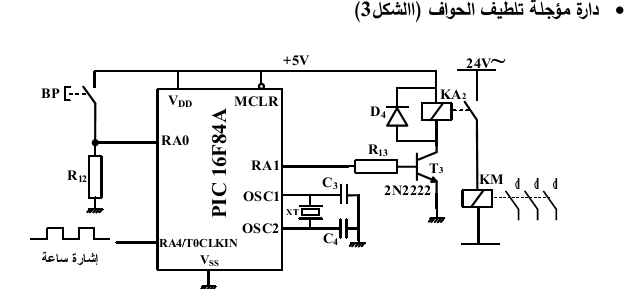 • دارة مؤجلة تلطيف الحواف (االشكل3)
+5V
24V~
BP
VDD
MCLR
D4
KA2
RA0
PIC 16F84A
R13
RA1
T3
R12
C3
2N2222
KM
d d d
OSC1
XT
OSC2
C4
RA4/T0CLKIN
إشارة ساعة
VSS